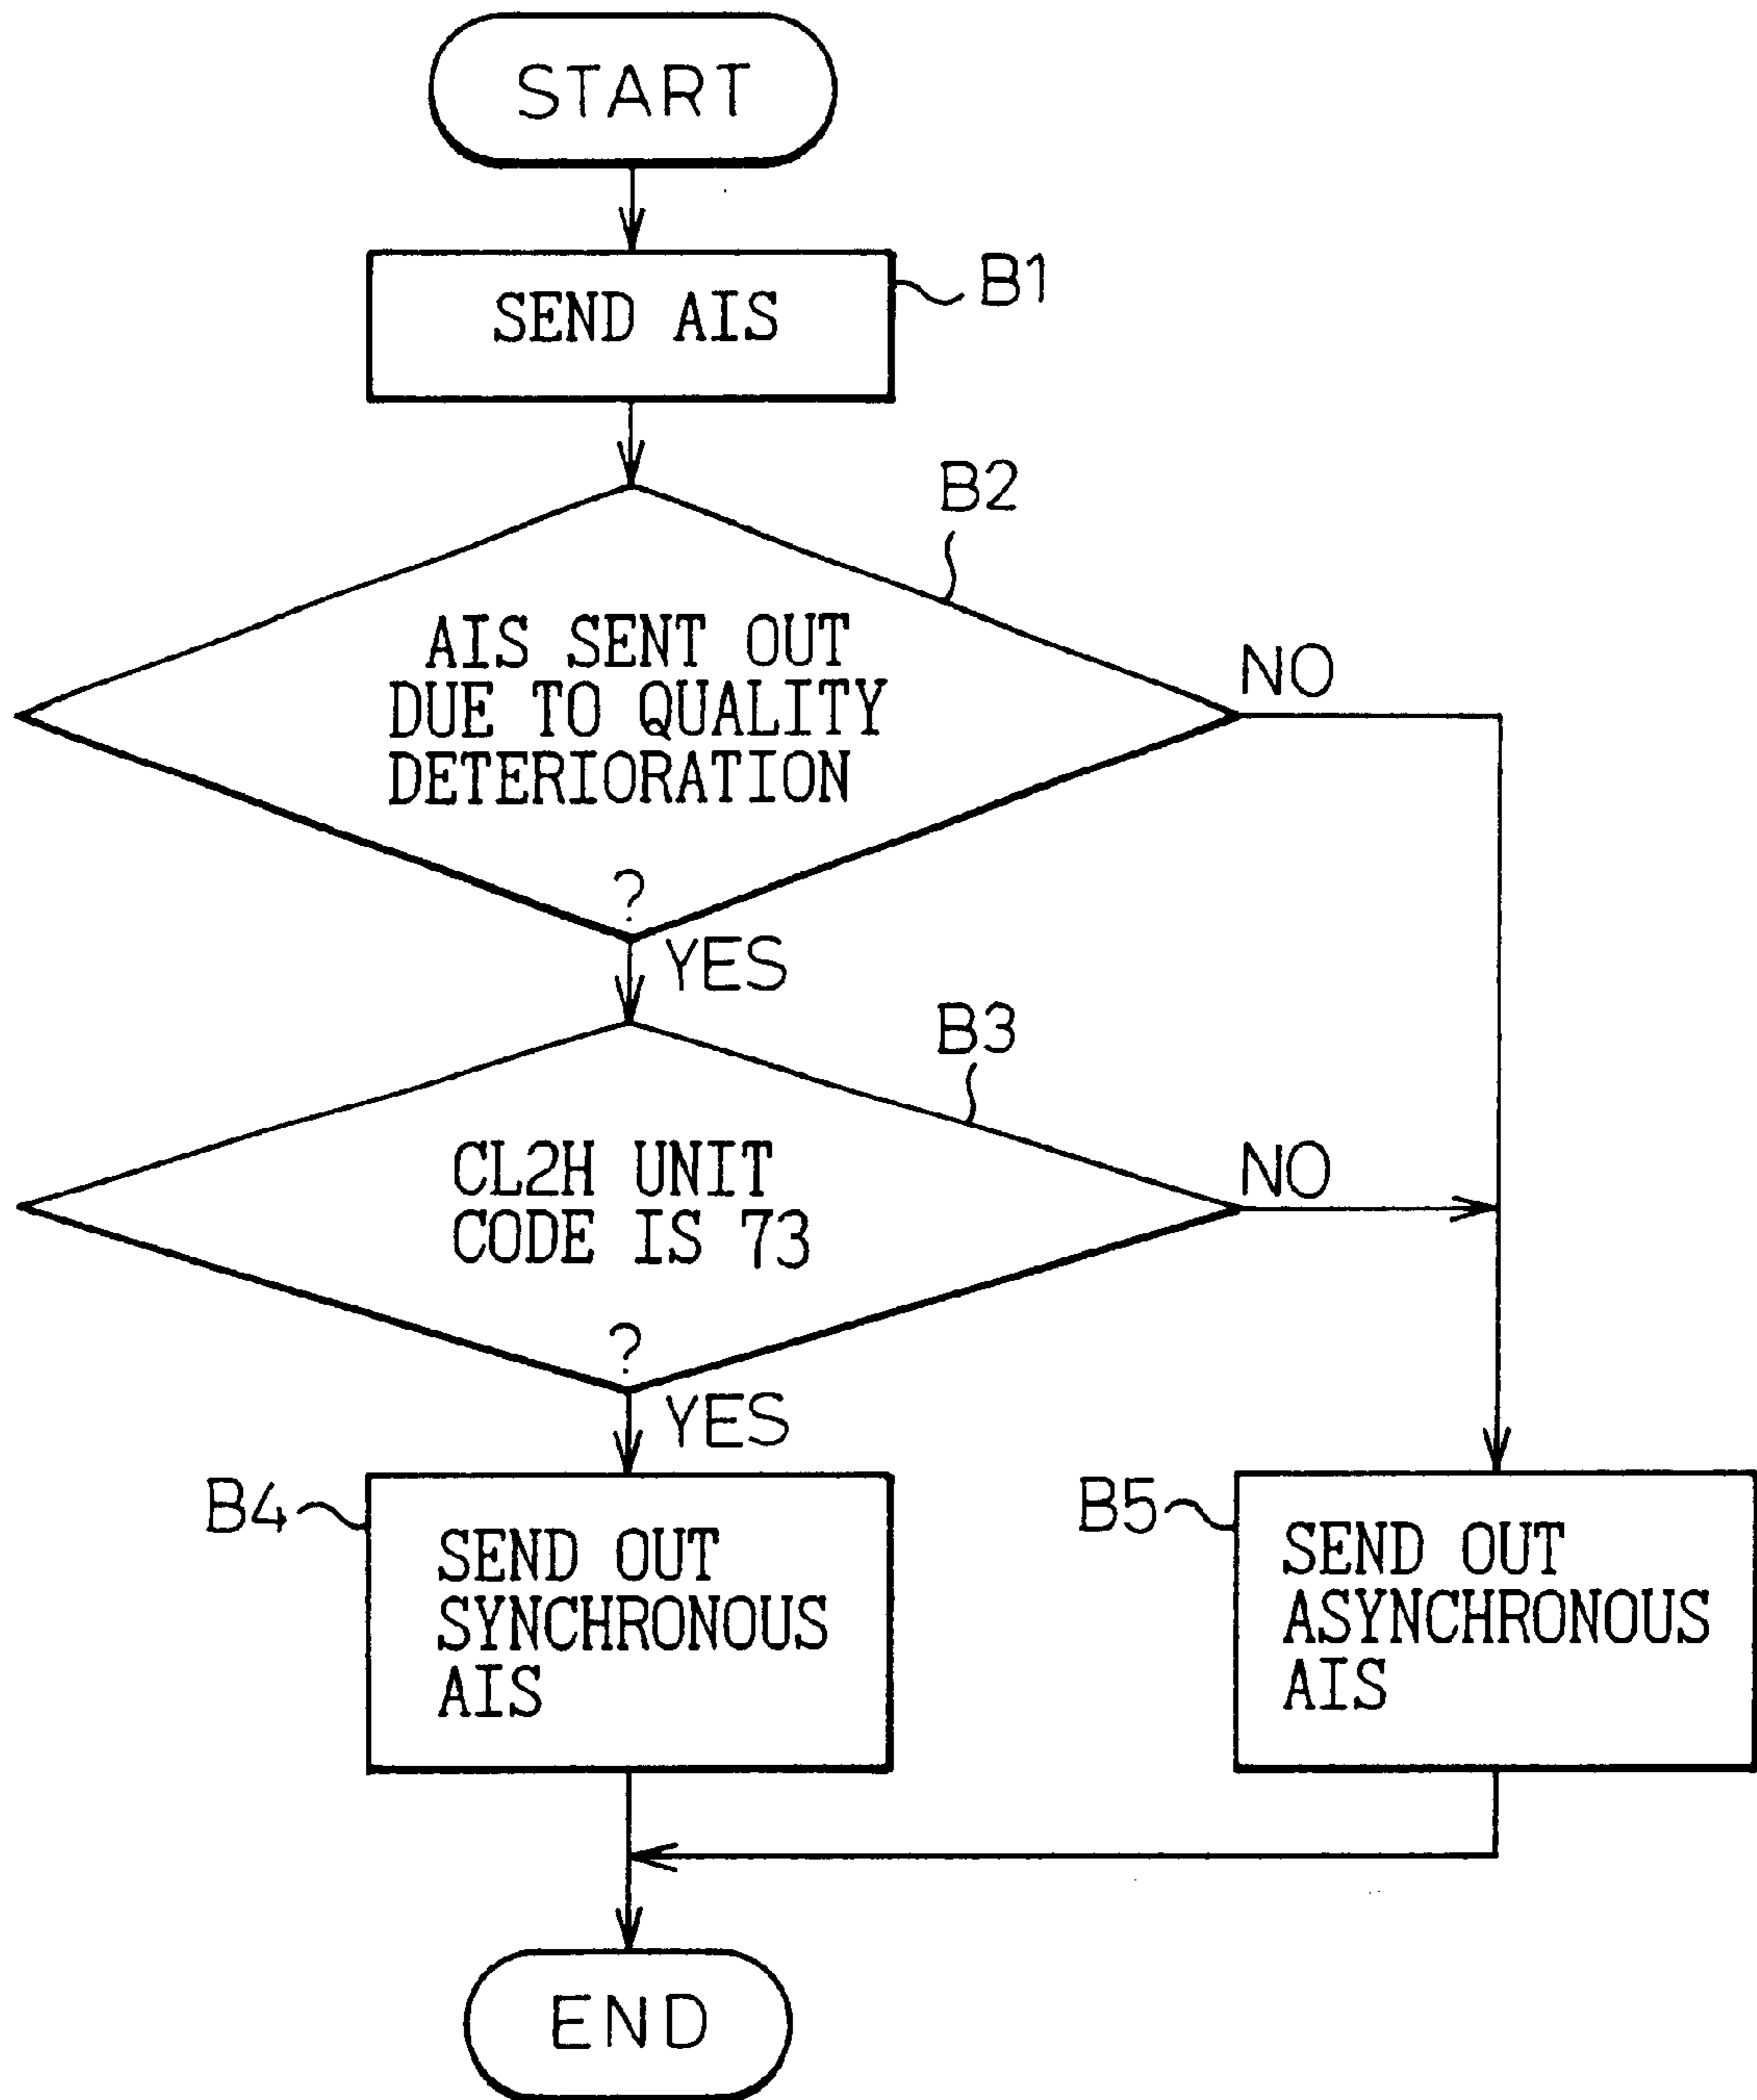 START
SEND AIS
B1
B2
AIS SENT OUT
DUE TO QUALITY
DETERIORATION
?
NO
YES
B3
CL2H UNIT
CODE IS 73
?
NO
YES
B4
SEND OUT
SYNCHRONOUS
AIS
B5
SEND OUT
ASYNCHRONOUS
AIS
END